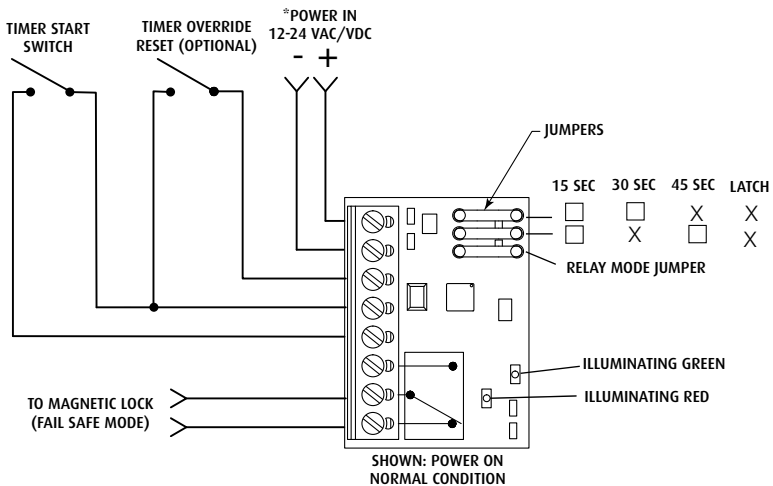 TIMER START
SWITCH
TIMER OVERRIDE
RESET (OPTIONAL)
*POWER IN
12-24 VAC/VDC
- +
JUMPERS
15 SEC 30 SEC 45 SEC LATCH
X X
X X
RELAY MODE JUMPER
ILLUMINATING GREEN
ILLUMINATING RED
TO MAGNETIC LOCK
(FAIL SAFE MODE)
SHOWN: POWER ON
NORMAL CONDITION